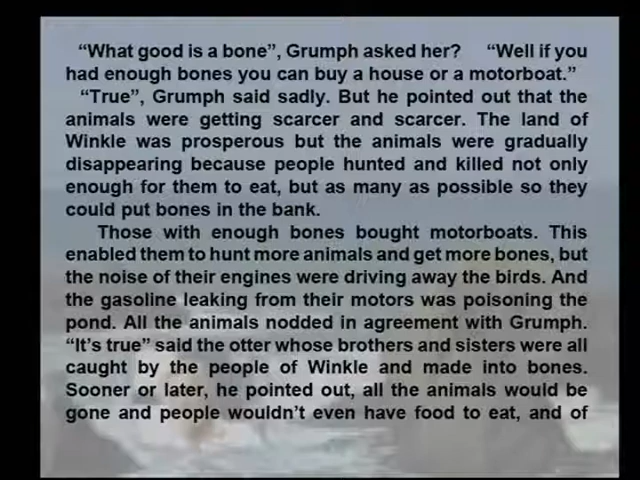 “What good is a bone”, Grumph asked her? “Well if you
had enough bones you can buy a house or a motorboat.”
“True”, Grumph said sadly. But he pointed out that the
animals were getting scarcer and scarcer. The land of
Winkle was prosperous but the animals were gradually
disappearing because people hunted and killed not only
enough for them to eat, but as many as possible so they
could put bones in the bank.
Those with enough bones bought motorboats. This
enabled them to hunt more animals and get more bones, but
the noise of their engines were driving away the birds. And
the gasoline leaking from their motors was poisoning the
pond. All the animals nodded in agreement with Grumph.
“It’s true” said the otter whose brothers and sisters were all
caught by the people of Winkle and made into bones.
Sooner or later, he pointed out, all the animals would be
gone and people wouldn’t even have food to eat, and of